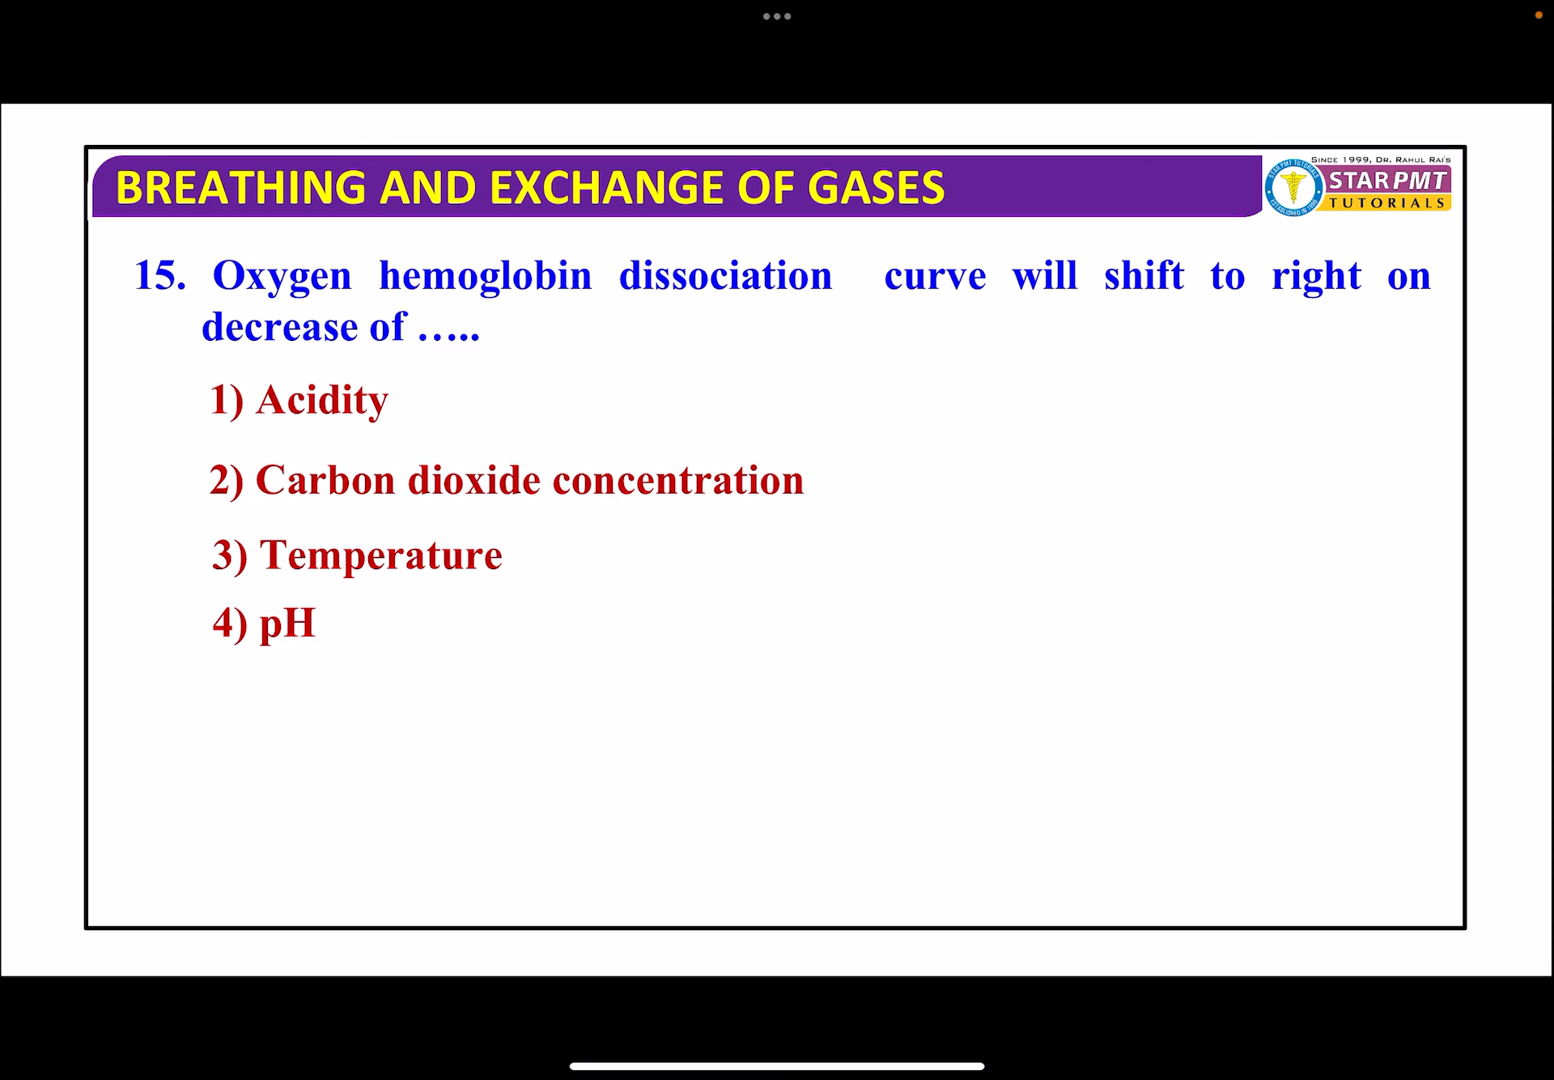 BREATHING AND EXCHANGE OF GASES
SINCE 1999, DR. RAHUL RAI'S
STAR PMT
TUTORIALS
15. Oxygen hemoglobin dissociation curve will shift to right on
decrease of .....
1) Acidity
2) Carbon dioxide concentration
3) Temperature
4) pH